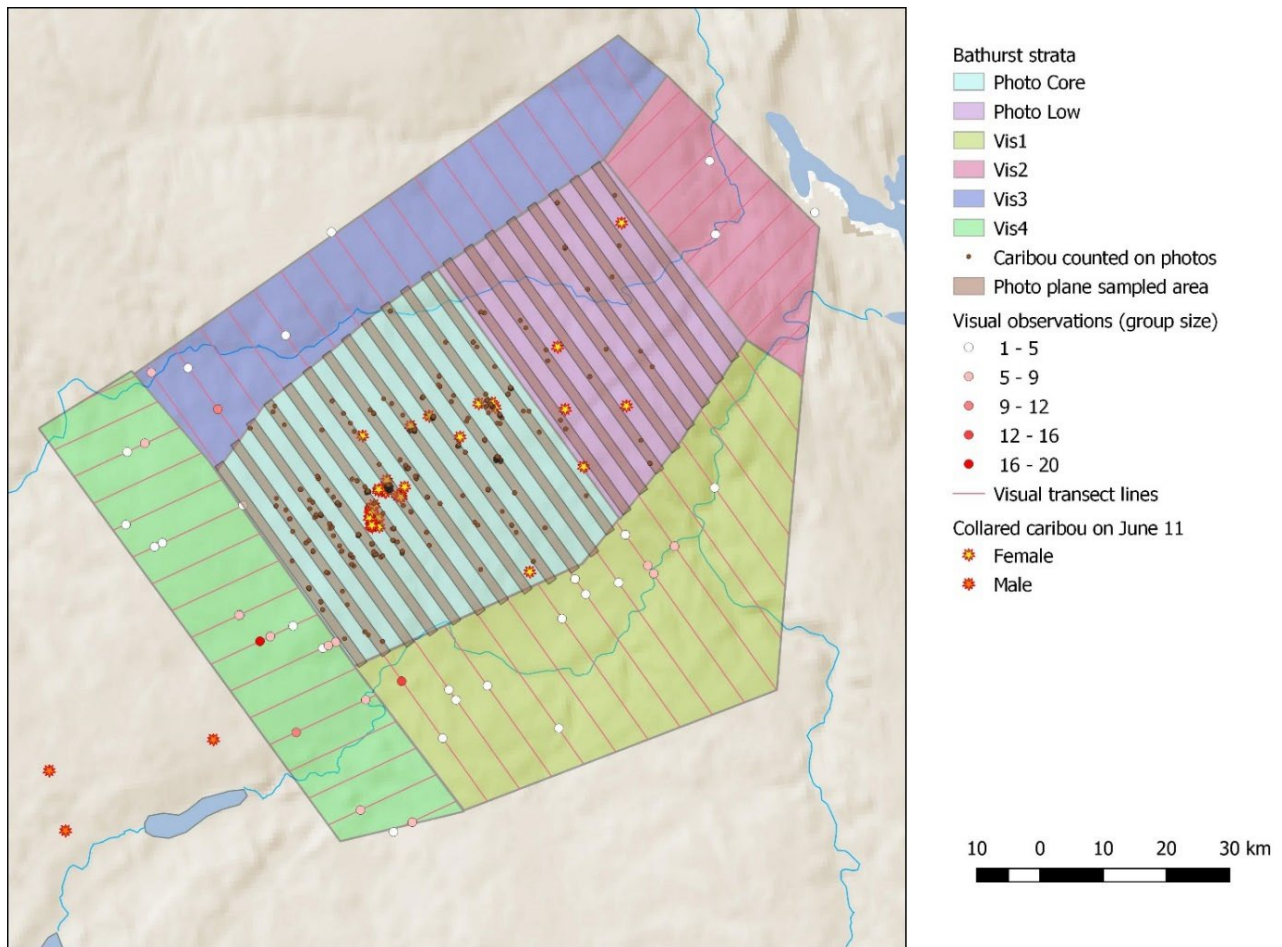 Bathurst strata
Photo Core
Photo Low
Vis1
Vis2
Vis3
Vis4
Caribou counted on photos
Photo plane sampled area
Visual observations (group size)
1 - 5
5 - 9
9 - 12
12 - 16
16 - 20
Visual transect lines
Collared caribou on June 11
Female
Male
10 0 10 20 30 km